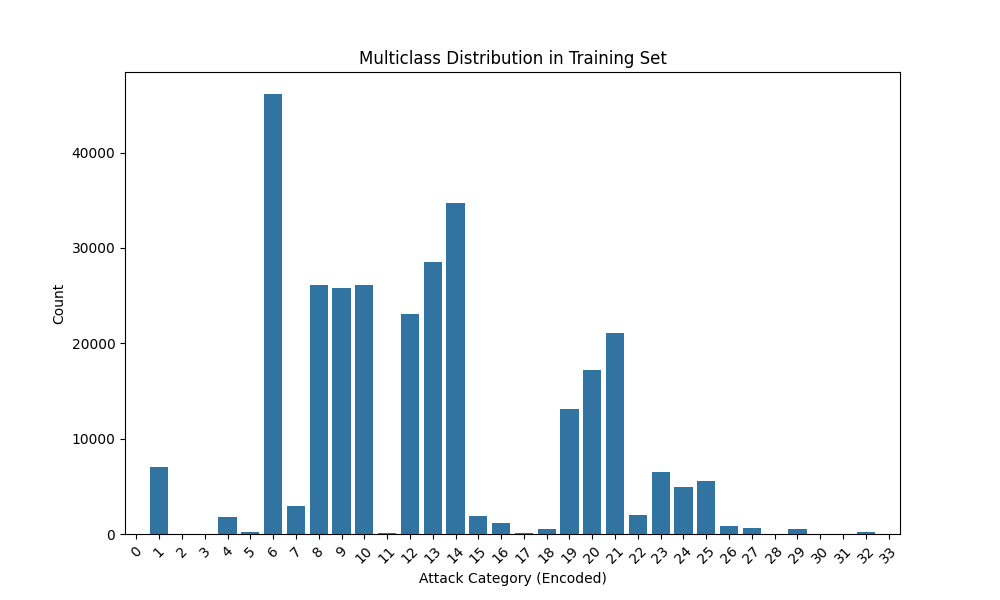 Multiclass Distribution in Training Set
Count
40000
30000
20000
10000
0
0 1 2 3 4 5 6 7 8 9 10 11 12 13 14 15 16 17 18 19 20 21 22 23 24 25 26 27 28 29 30 31 32 33
Attack Category (Encoded)